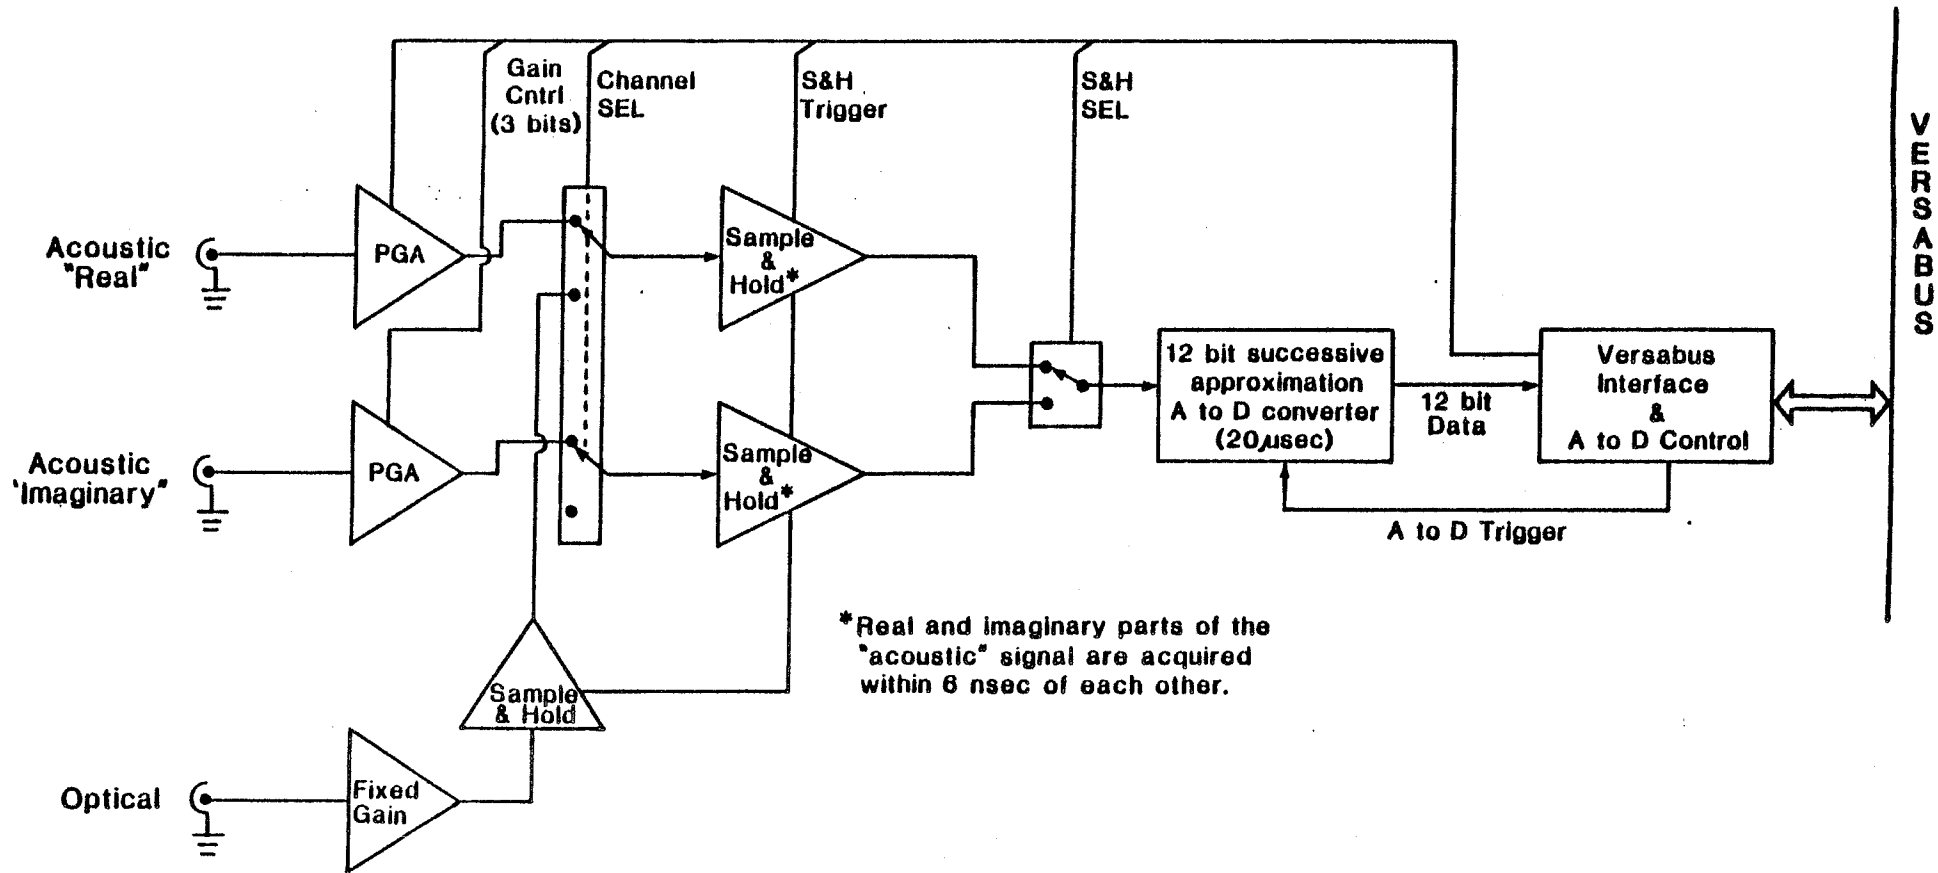 Gain
Cntrl
(3 bits)
Channel
SEL
S&H
Trigger
S&H
SEL
VERSABUS
Acoustic
"Real"
PGA
Sample
&
Hold*
12 bit successive
approximation
A to D converter
(20μsec)
12 bit
Data
Versabus
Interface
&
A to D Control
Acoustic
'Imaginary"
PGA
Sample
&
Hold*
A to D Trigger
*Real and imaginary parts of the
"acoustic" signal are acquired
within 6 nsec of each other.
Sample
& Hold
Optical
Fixed
Gain